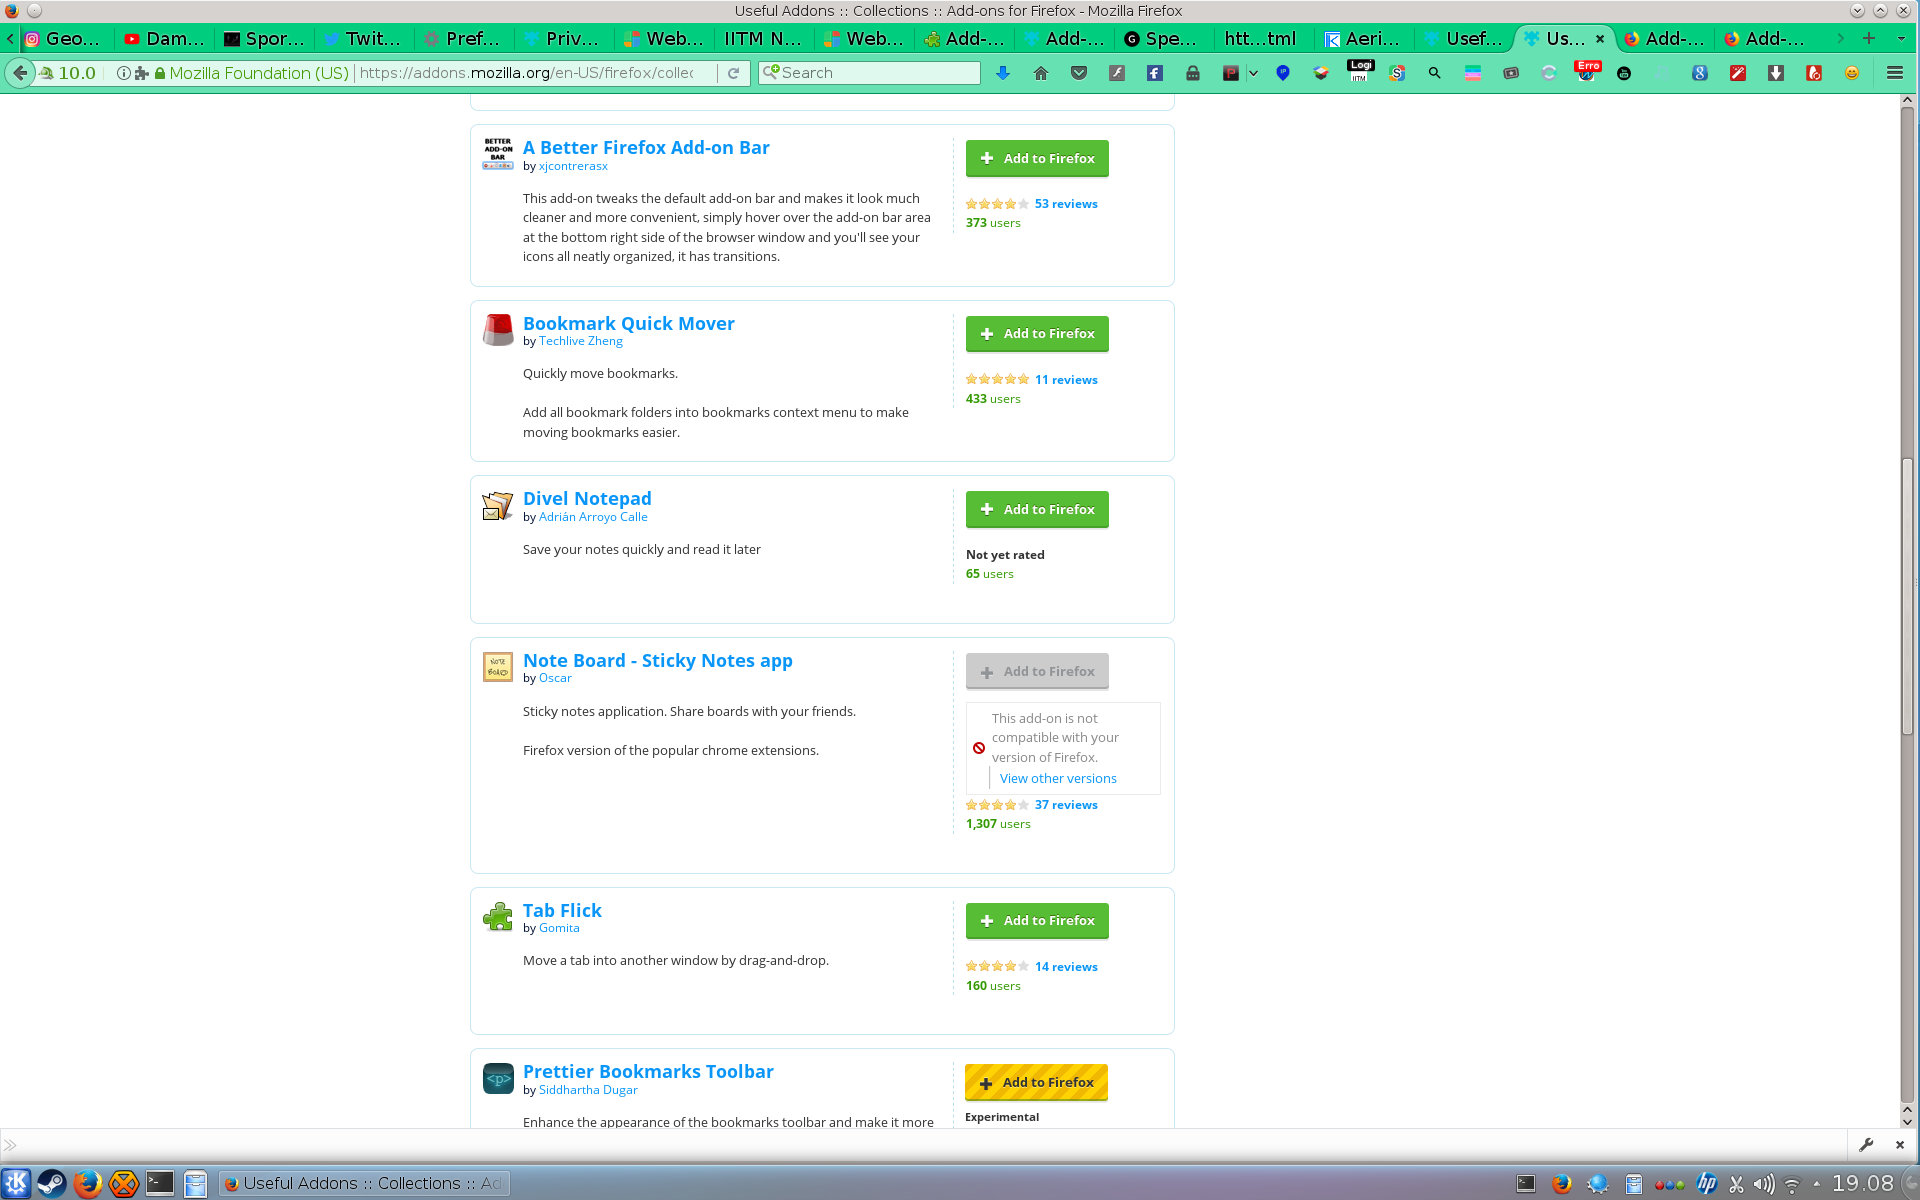 Useful Addons :: Collections :: Add-ons for Firefox - Mozilla Firefox
Geo... Dam... Spor... Twit... Pref... Priv... Web... IITM N... Web... Add-... Add-... Spe... htt...tml Aeri... Usef... Us... Add-... Add-...
10.0 Mozilla Foundation (US) https://addons.mozilla.org/en-US/firefox/collec Search IP Logi IITM Erro
BETTER ADD-ON BAR
A Better Firefox Add-on Bar
by xjcontrerasx
This add-on tweaks the default add-on bar and makes it look much
cleaner and more convenient, simply hover over the add-on bar area
at the bottom right side of the browser window and you'll see your
icons all neatly organized, it has transitions.
Add to Firefox
53 reviews
373 users
Bookmark Quick Mover
by Techlive Zheng
Quickly move bookmarks.
Add all bookmark folders into bookmarks context menu to make
moving bookmarks easier.
Add to Firefox
11 reviews
433 users
Divel Notepad
by Adrián Arroyo Calle
Save your notes quickly and read it later
Add to Firefox
Not yet rated
65 users
NOTE BOARD
Note Board - Sticky Notes app
by Oscar
Sticky notes application. Share boards with your friends.
Firefox version of the popular chrome extensions.
Add to Firefox
This add-on is not
compatible with your
version of Firefox.
View other versions
37 reviews
1,307 users
Tab Flick
by Gomita
Move a tab into another window by drag-and-drop.
Add to Firefox
14 reviews
160 users
<p>
Prettier Bookmarks Toolbar
by Siddhartha Dugar
Enhance the appearance of the bookmarks toolbar and make it more
Add to Firefox
Experimental
Useful Addons :: Collections :: Ad
19.08